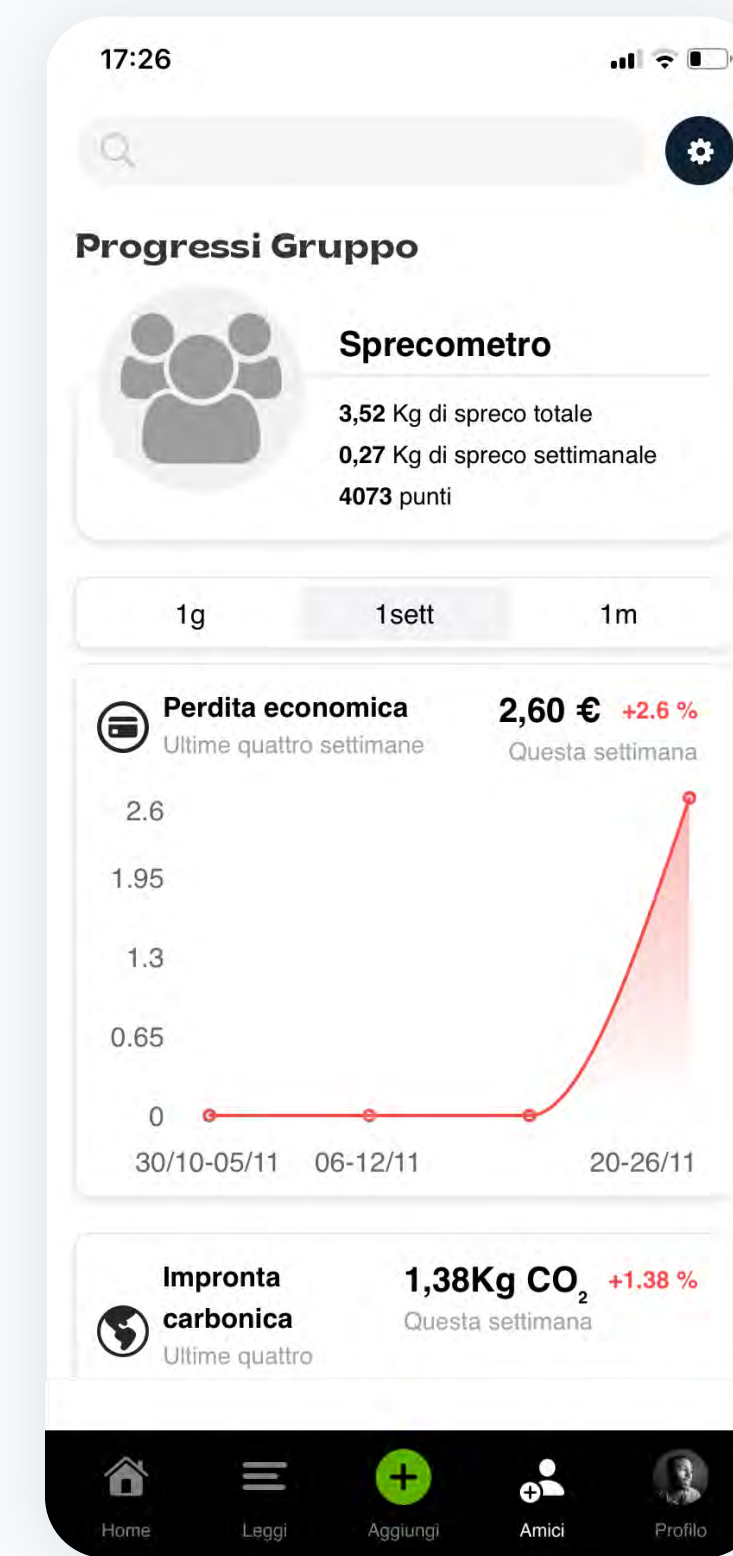 17:26
Progressi Gruppo
Sprecometro
3,52 Kg di spreco totale
0,27 Kg di spreco settimanale
4073 punti
1g 1sett 1m
Perdita economica 2,60 € +2.6 %
Ultime quattro settimane Questa settimana
2.6
1.95
1.3
0.65
0
30/10-05/11 06-12/11 20-26/11
Impronta 1,38Kg CO₂ +1.38 %
carbonica Questa settimana
Ultime quattro
Home Leggi Aggiungi Amici Profilo